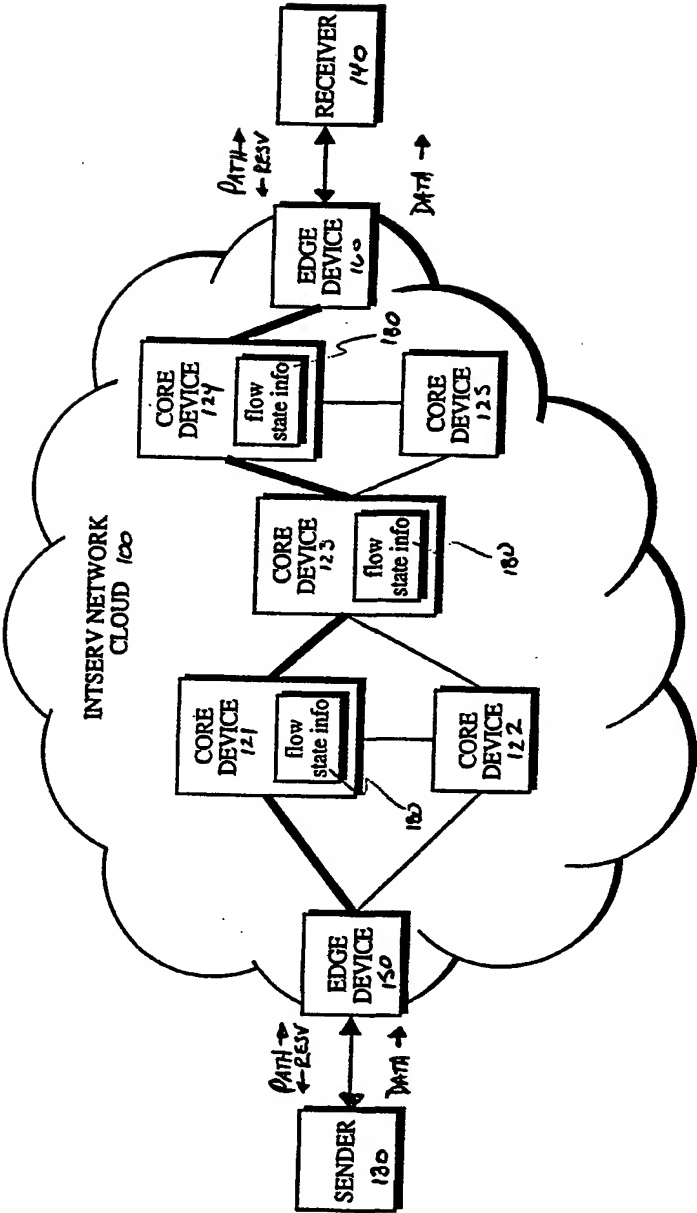 INTSERV NETWORK
CLOUD 100
SENDER
130
PATH →
← RESV
DATA →
EDGE
DEVICE
150
CORE
DEVICE
121
flow
state info
180
CORE
DEVICE
122
CORE
DEVICE
123
flow
state info
180
CORE
DEVICE
124
flow
state info
180
CORE
DEVICE
125
EDGE
DEVICE
160
PATH →
← RESV
DATA →
RECEIVER
140